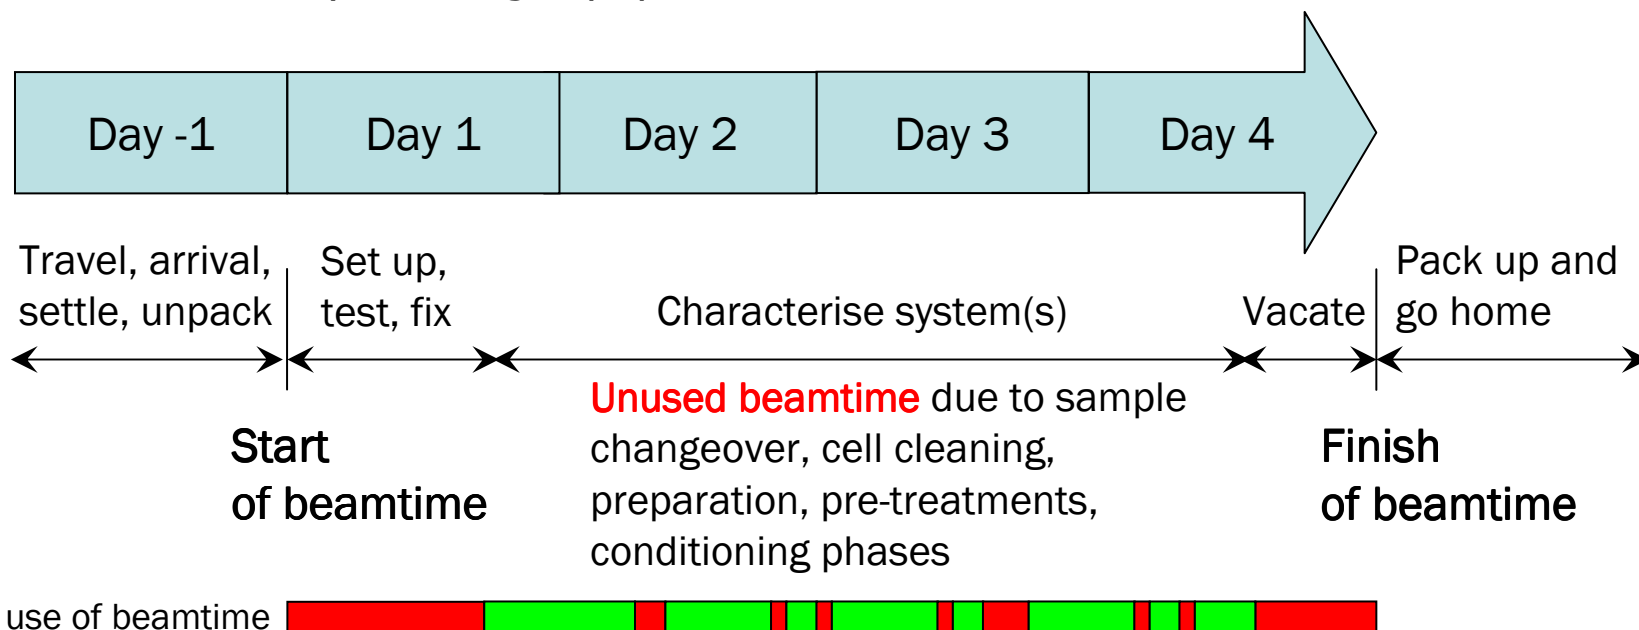 Day -1
Day 1
Day 2
Day 3
Day 4
Travel, arrival,
settle, unpack
Set up,
test, fix
Characterise system(s)
Vacate
Pack up and
go home
Unused beamtime due to sample
changeover, cell cleaning,
preparation, pre-treatments,
conditioning phases
Start
of beamtime
Finish
of beamtime
use of beamtime